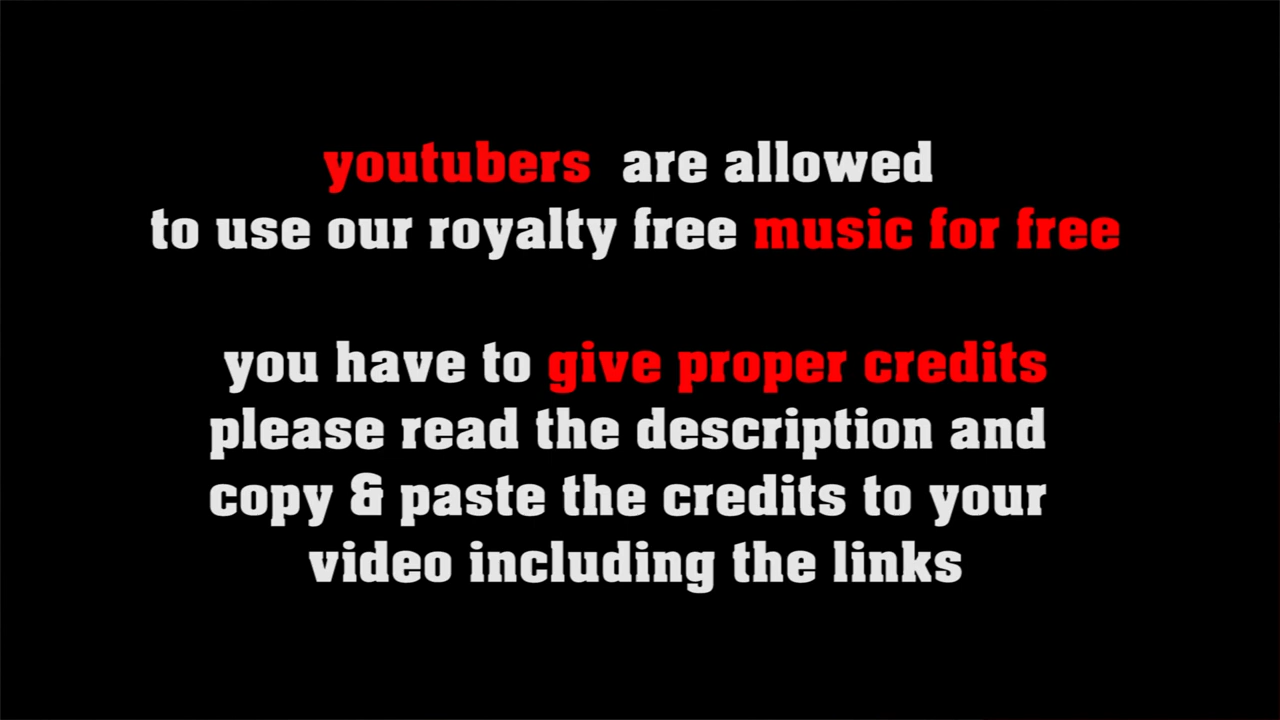 youtubers are allowed
to use our royalty free music for free
you have to give proper credits
please read the description and
copy & paste the credits to your
video including the links